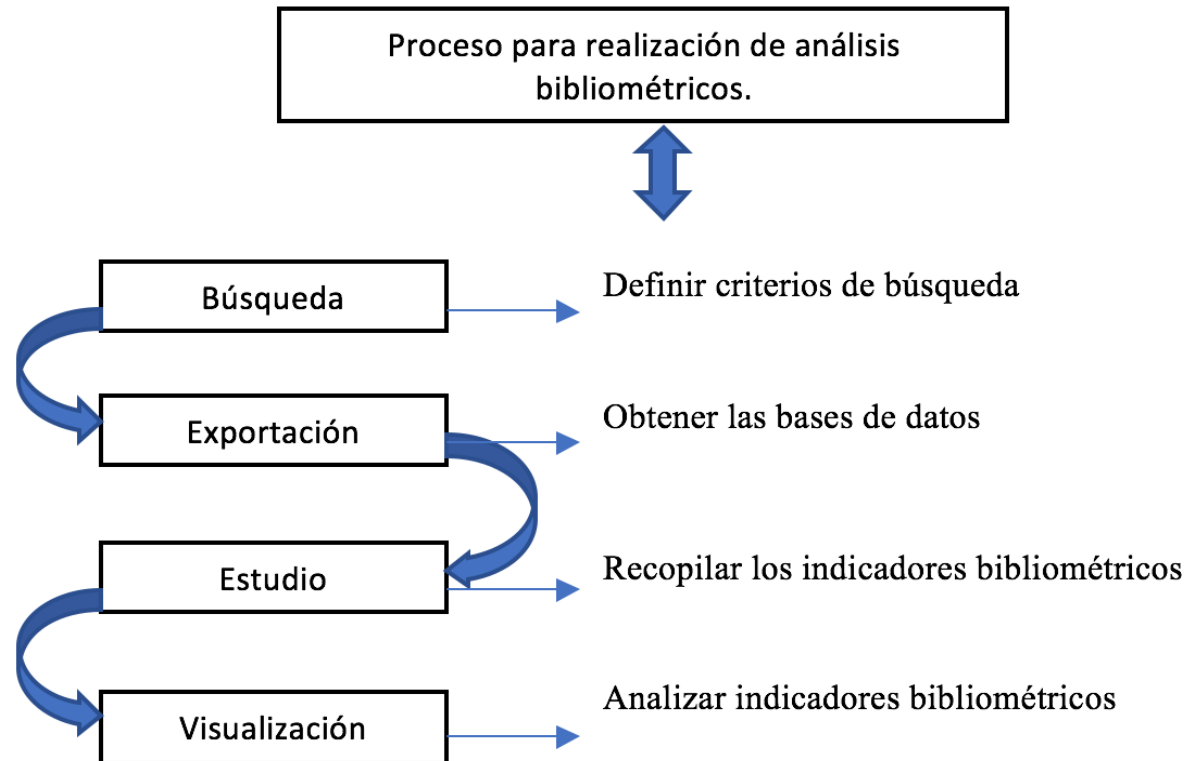 Proceso para realización de análisis
bibliométricos.
Búsqueda
Definir criterios de búsqueda
Exportación
Obtener las bases de datos
Estudio
Recopilar los indicadores bibliométricos
Visualización
Analizar indicadores bibliométricos